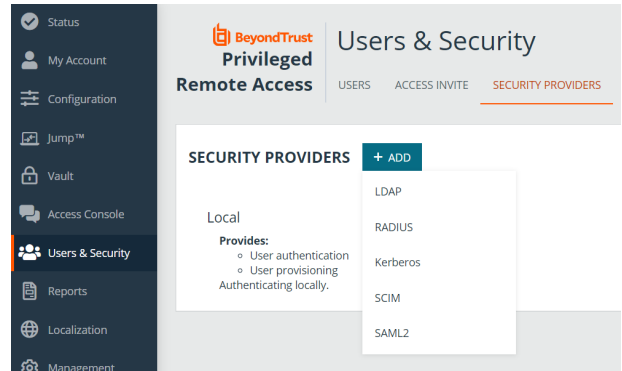 Status
My Account
Configuration
Jump™
Vault
Access Console
Users & Security
Reports
Localization
Management
BeyondTrust
Privileged
Remote Access
Users & Security
USERS ACCESS INVITE SECURITY PROVIDERS
SECURITY PROVIDERS + ADD
LDAP
RADIUS
Kerberos
SCIM
SAML2
Local
Provides:
User authentication
User provisioning
Authenticating locally.